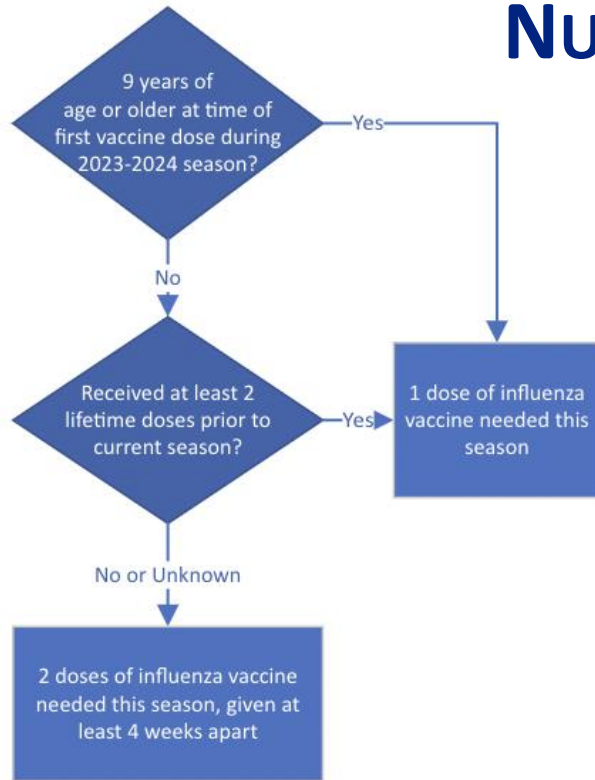 Nu
9 years of
age or older at time of
first vaccine dose during
2023-2024 season?
Yes
No
Received at least 2
lifetime doses prior to
current season?
Yes
1 dose of influenza
vaccine needed this
season
No or Unknown
2 doses of influenza vaccine
needed this season, given at
least 4 weeks apart